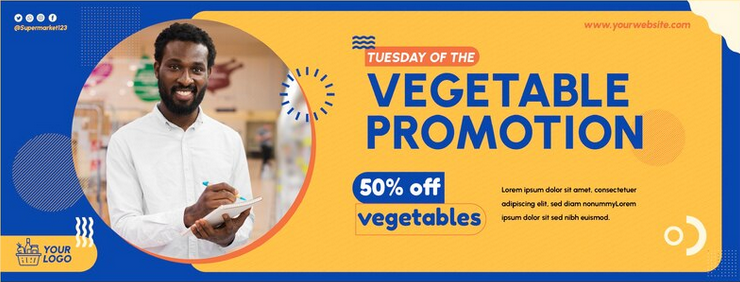 @Supermarket123
www.yourwebsite.com
TUESDAY OF THE
VEGETABLE
PROMOTION
50% off
vegetables
Lorem ipsum dolor sit amet, consectetuer
adipiscing elit, sed diam nonummyLorem
ipsum dolor sit sed nibh euismod.
YOUR
LOGO